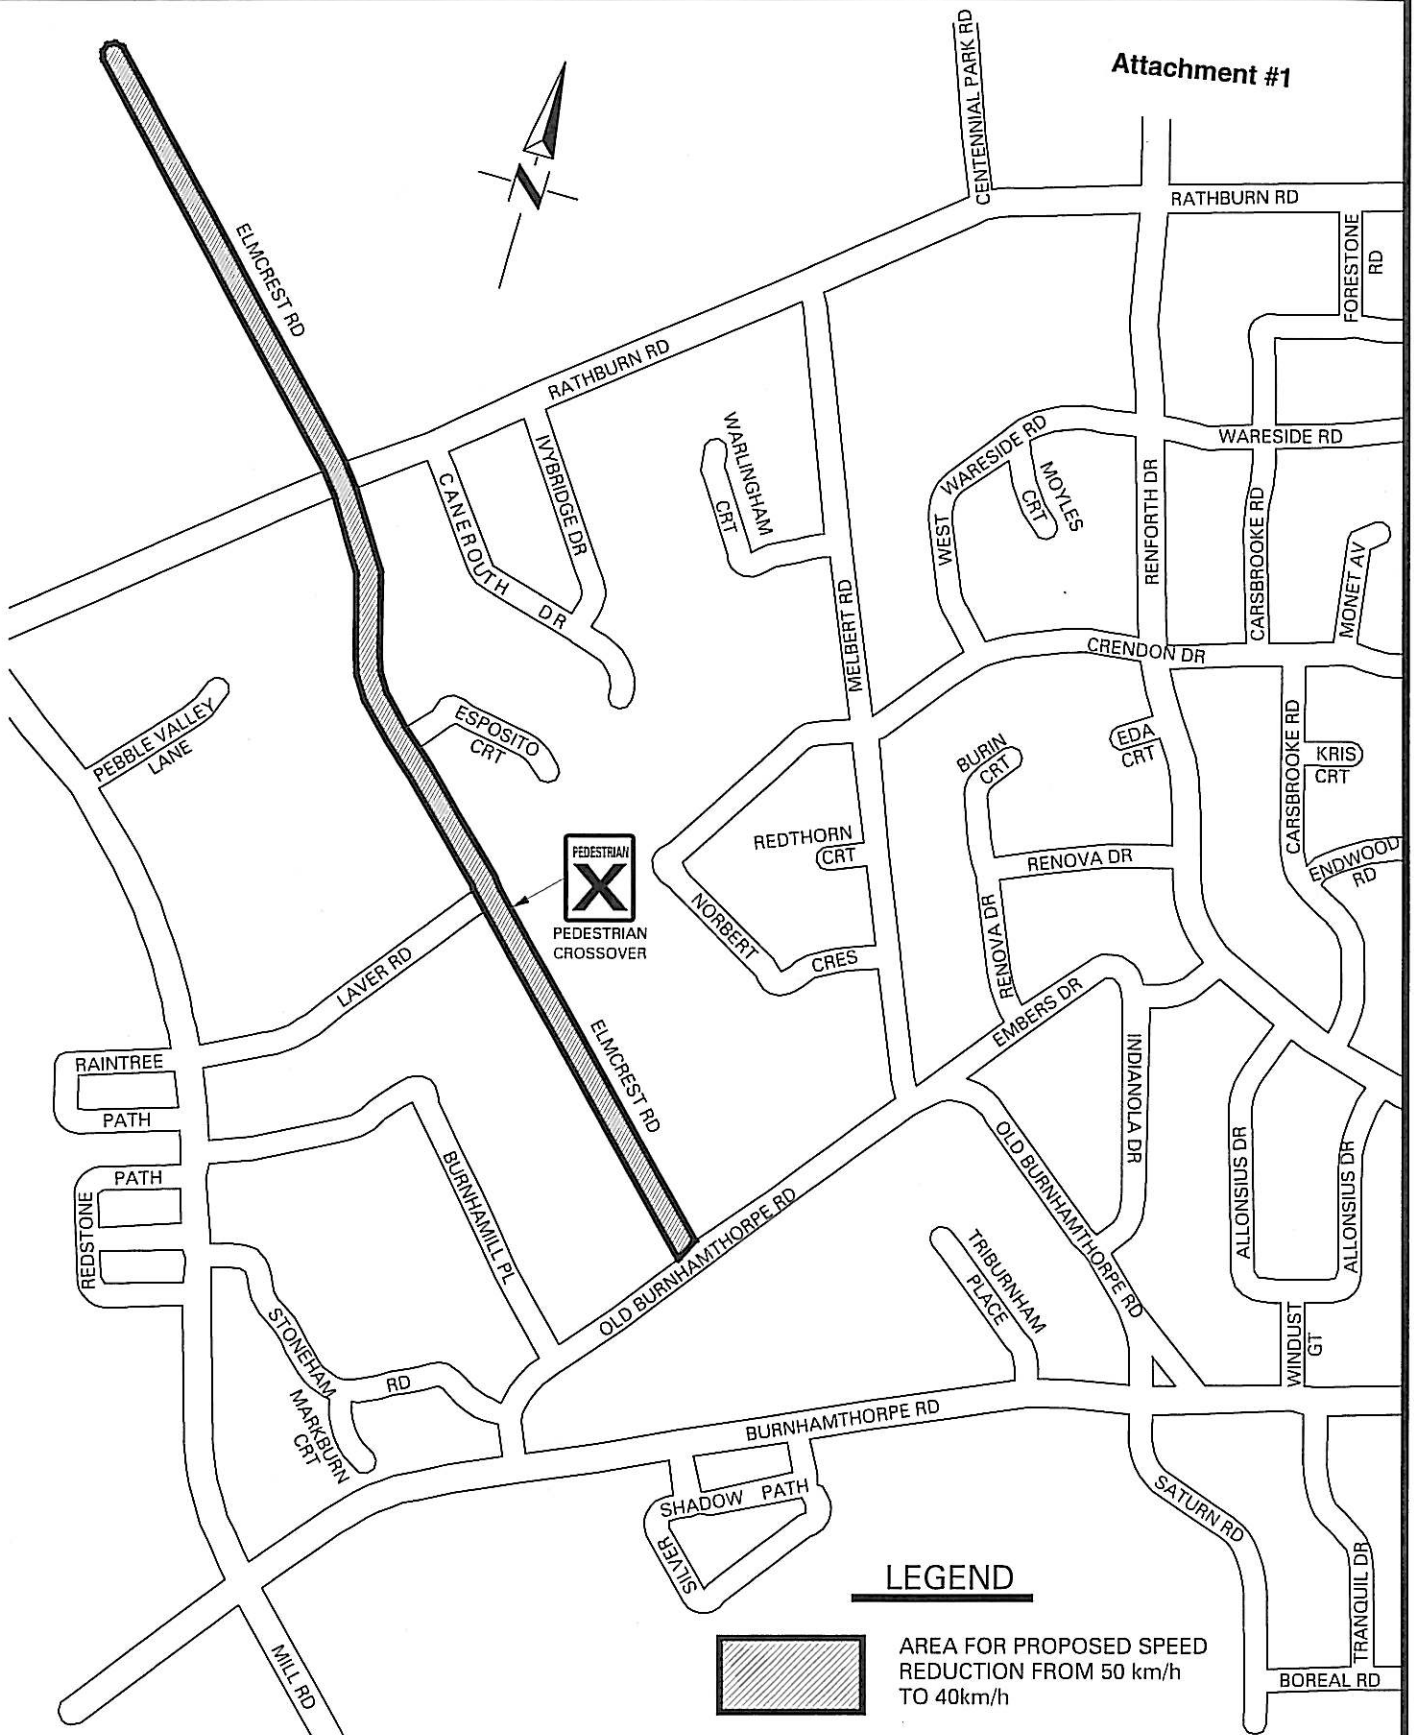 Attachment #1
CENTENNIAL PARK RD
RATHBURN RD
FORESTONE
RD
ELMCREST RD
N
RATHBURN RD
IVYBRIDGE DR
CANEROUTH DR
WARLINGHAM
CRT
WEST
WARESIDE RD
MOYLES
CRT
WARESIDE RD
RENFORTH DR
CARSBROOKE RD
MONET AV
MELBERT RD
CRENDON DR
PEBBLE VALLEY
LANE
ESPOSITO
CRT
BURIN
CRT
EDA
CRT
CARSBROOKE RD
KRIS
CRT
REDTHORN
CRT
RENOVA DR
ENDWOOD
RD
PEDESTRIAN
X
PEDESTRIAN
CROSSOVER
NORBERT
CRES
RENOVA DR
LAVER RD
EMBERS DR
ELMCREST RD
INDIANOLA DR
RAINTREE
PATH
PATH
REDSTONE
BURNHAMILL PL
OLD BURNHAMTHORPE RD
OLD BURNHAMTHORPE RD
ALLONSIUS DR
ALLONSIUS DR
TRIBURNHAM
PLACE
STONEHAM
RD
MARKBURN
CRT
WINDUST
GT
BURNHAMTHORPE RD
SHADOW PATH
SILVER
SATURN RD
TRANQUIL DR
BOREAL RD
MILL RD
LEGEND
AREA FOR PROPOSED SPEED
REDUCTION FROM 50 km/h
TO 40km/h